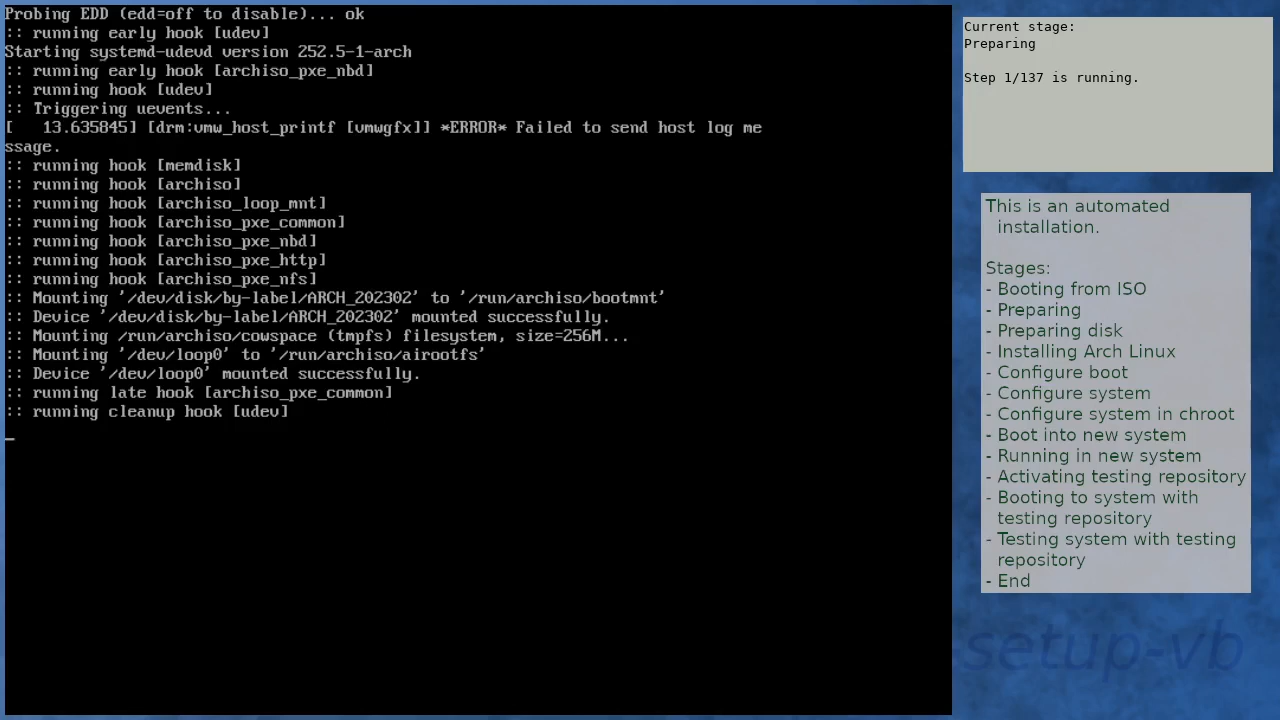 Probing EDD (edd=off to disable)... ok
:: running early hook [udev]
Starting systemd-udevd version 252.5-1-arch
:: running early hook [archiso_pxe_nbd]
:: running hook [udev]
:: Triggering uevents...
[   13.635845] [drm:vmw_host_printf [vmwgfx]] *ERROR* Failed to send host log me
ssage.
:: running hook [memdisk]
:: running hook [archiso]
:: running hook [archiso_loop_mnt]
:: running hook [archiso_pxe_common]
:: running hook [archiso_pxe_nbd]
:: running hook [archiso_pxe_http]
:: running hook [archiso_pxe_nfs]
:: Mounting '/dev/disk/by-label/ARCH_202302' to '/run/archiso/bootmnt'
:: Device '/dev/disk/by-label/ARCH_202302' mounted successfully.
:: Mounting /run/archiso/cowspace (tmpfs) filesystem, size=256M...
:: Mounting '/dev/loop0' to '/run/archiso/airootfs'
:: Device '/dev/loop0' mounted successfully.
:: running late hook [archiso_pxe_common]
:: running cleanup hook [udev]
Current stage:
Preparing
Step 1/137 is running.
This is an automated
installation.
Stages:
- Booting from ISO
- Preparing
- Preparing disk
- Installing Arch Linux
- Configure boot
- Configure system
- Configure system in chroot
- Boot into new system
- Running in new system
- Activating testing repository
- Booting to system with
testing repository
- Testing system with testing
repository
- End
setup-vb